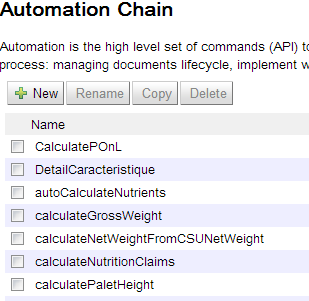 Automation Chain
Automation is the high level set of commands (API) to
process: managing documents lifecycle, implement w
New Rename Copy Delete
Name
CalculatePOnL
DetailCaracteristique
autoCalculateNutrients
calculateGrossWeight
calculateNetWeightFromCSUNetWeight
calculateNutritionClaims
calculatePaletHeight